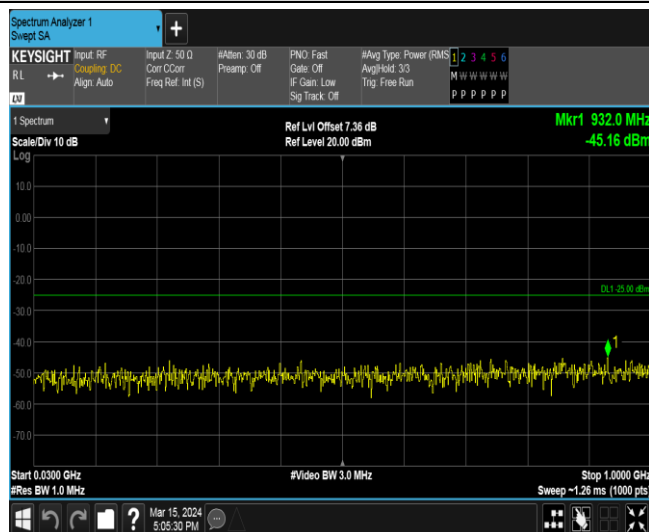 Spectrum Analyzer 1
Swept SA
+
KEYSIGHT
RL
LXI
Input: RF
Coupling: DC
Align: Auto
Input Z: 50 Ω
Corr CCorr
Freq Ref: Int (S)
#Atten: 30 dB
Preamp: Off
PNO: Fast
Gate: Off
IF Gain: Low
Sig Track: Off
#Avg Type: Power (RMS
Avg|Hold: 3/3
Trig: Free Run
1 2 3 4 5 6
M W W W W W
P P P P P P
1 Spectrum
Scale/Div 10 dB
Log
Ref Lvl Offset 7.36 dB
Ref Level 20.00 dBm
Mkr1 932.0 MHz
-45.16 dBm
10.0
0.00
-10.0
-20.0
DL1 -25.00 dBm
-30.0
-40.0
1
-50.0
-60.0
-70.0
Start 0.0300 GHz
#Res BW 1.0 MHz
#Video BW 3.0 MHz
Stop 1.0000 GHz
Sweep ~1.26 ms (1000 pts)
?
Mar 15, 2024
5:05:30 PM